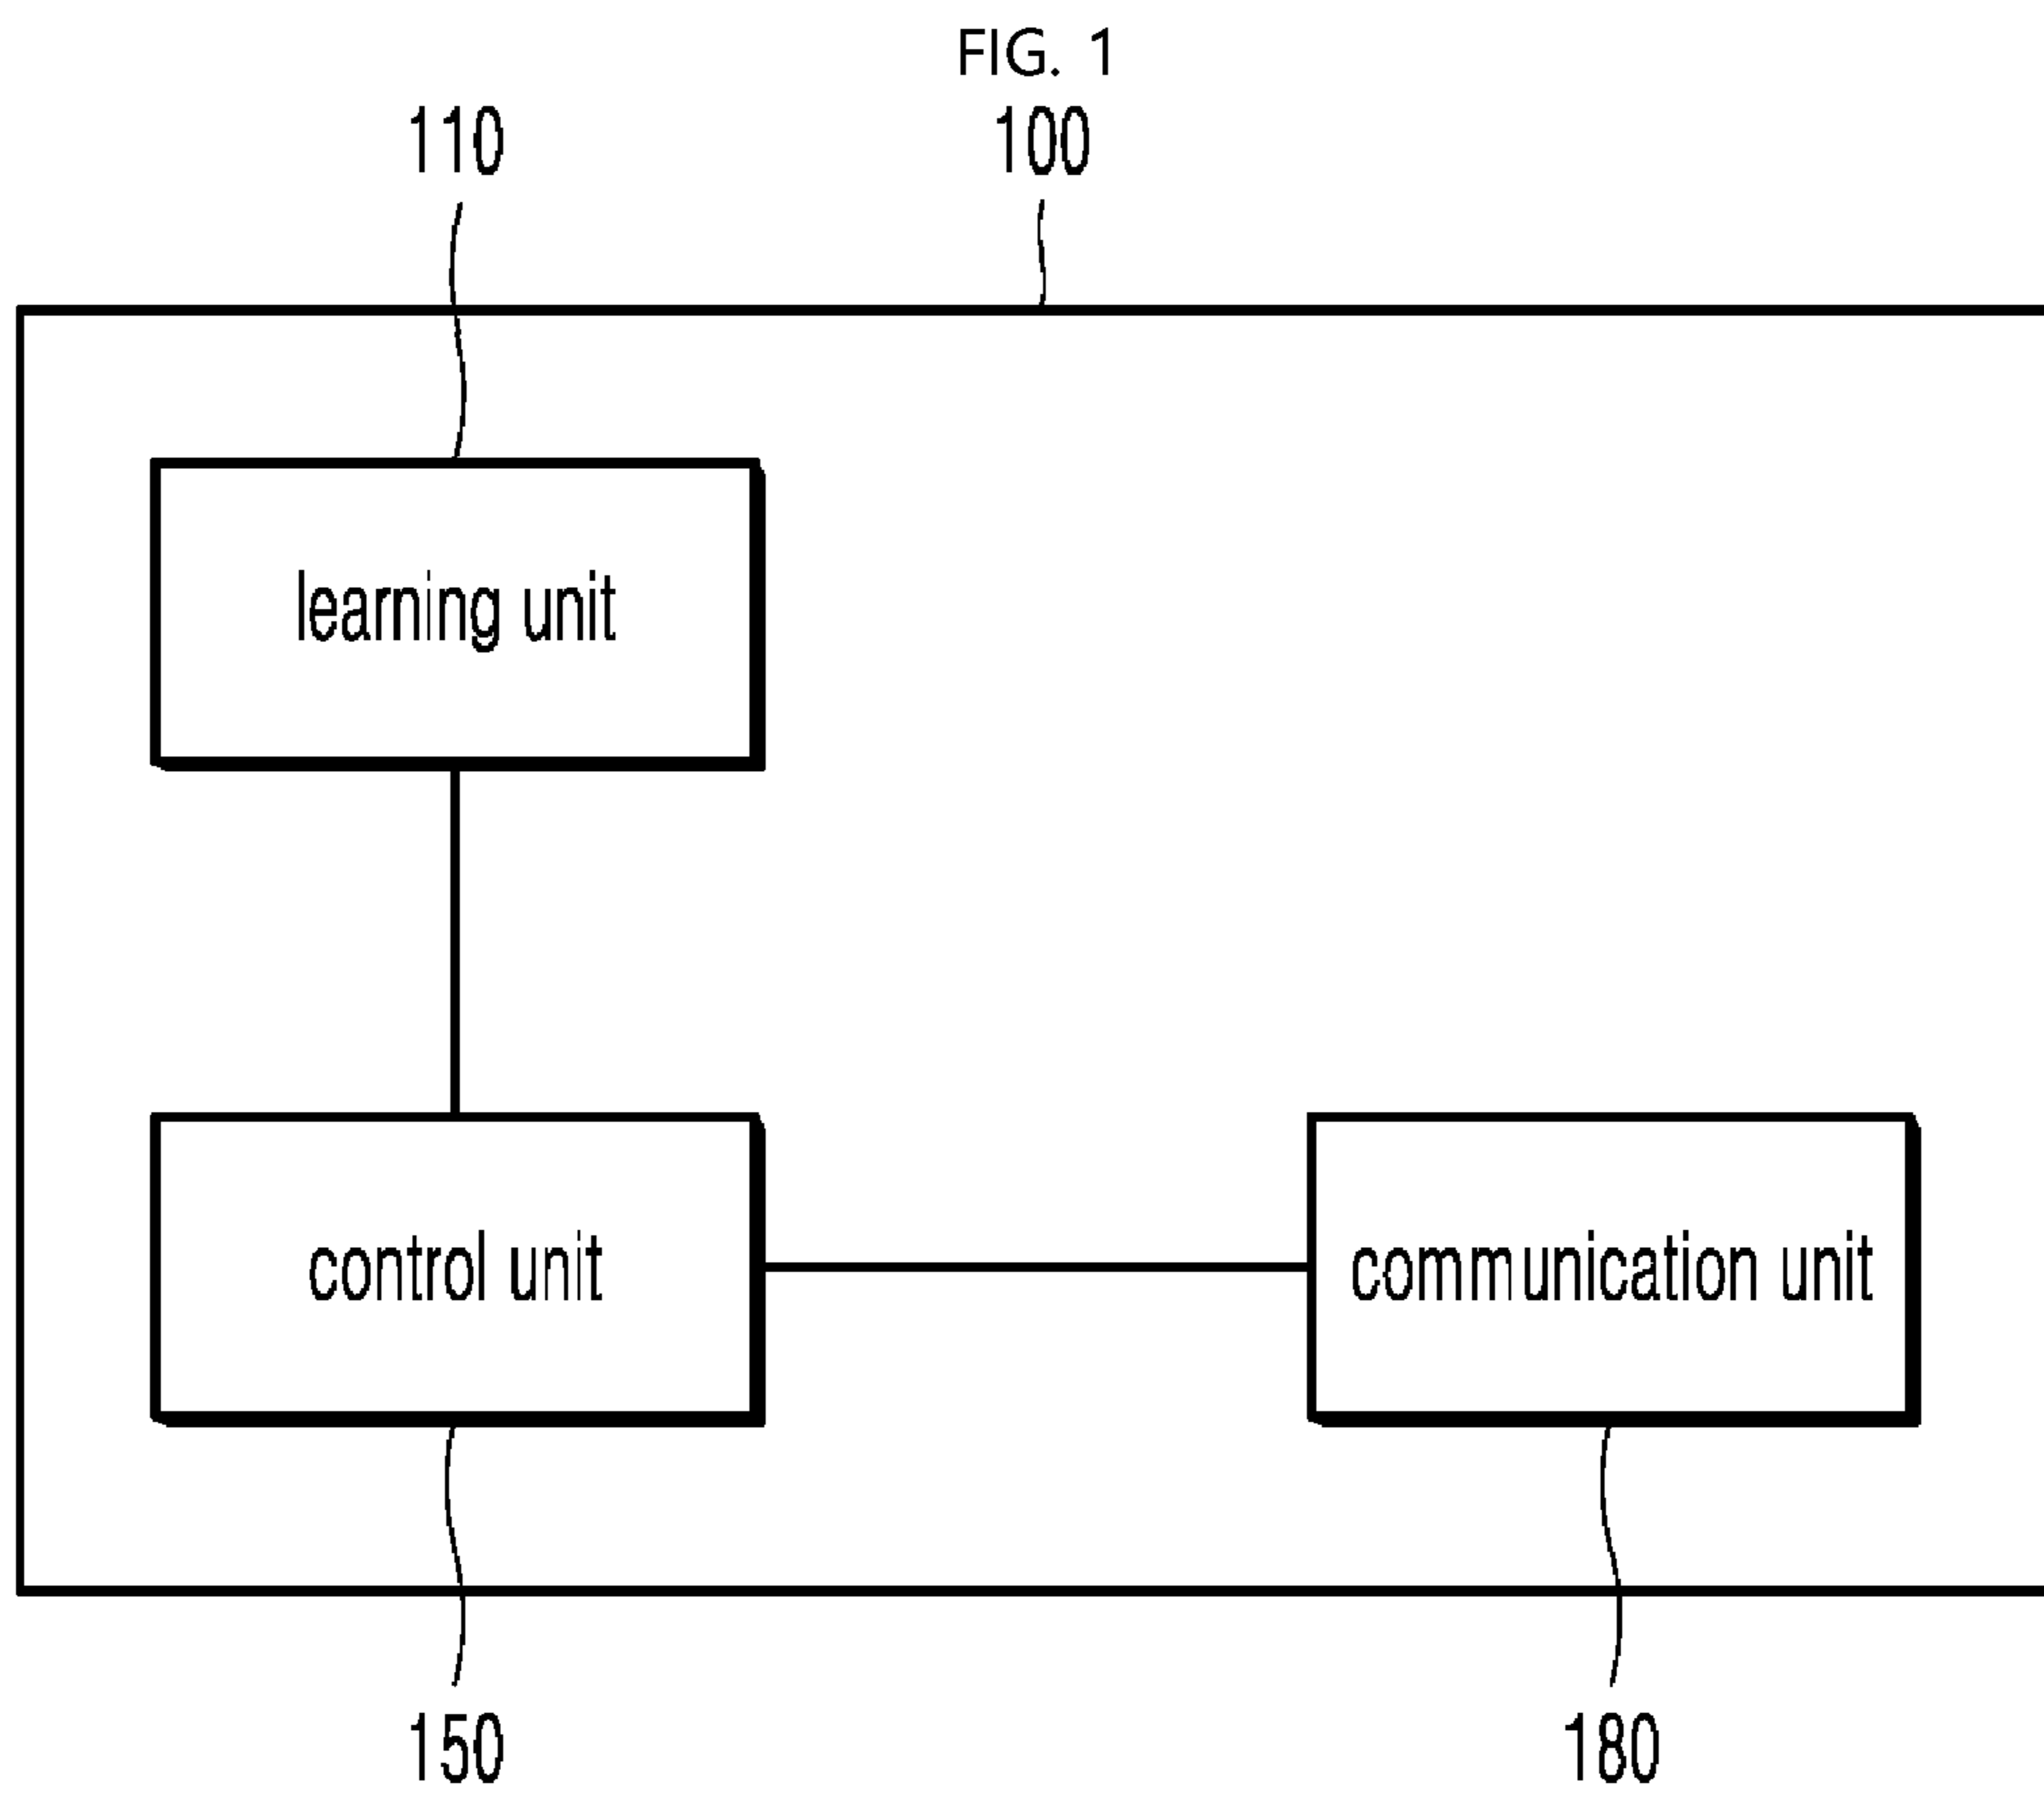 FIG. 1
110
100
learning unit
control unit
communication unit
150
180